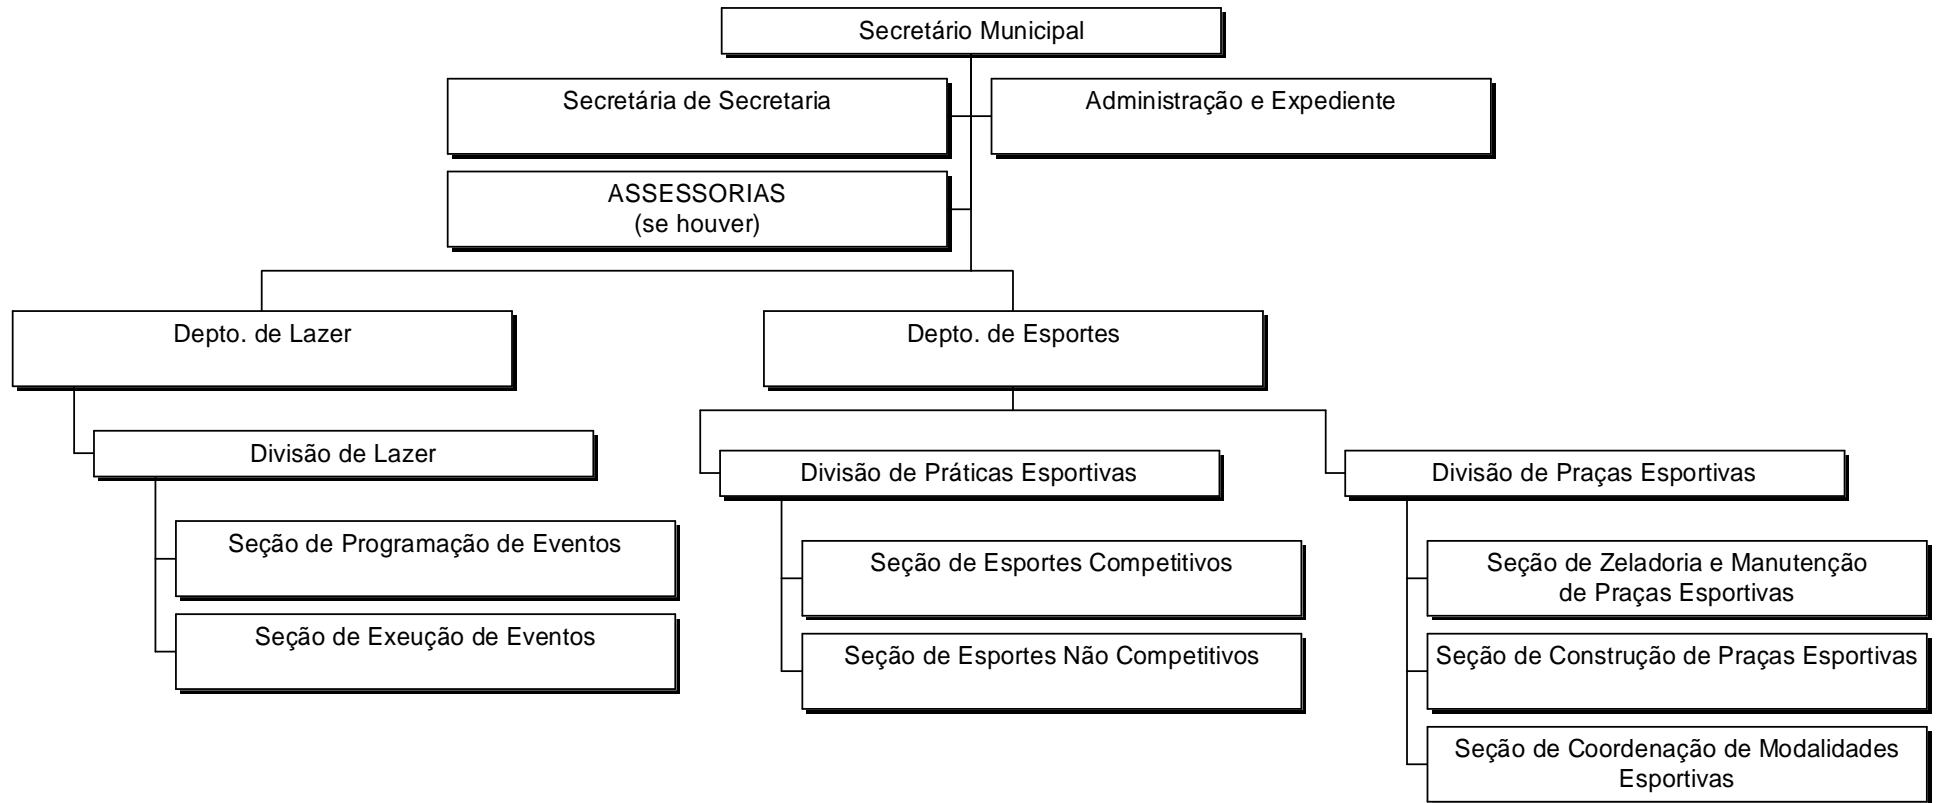 Secretário Municipal
Secretária de Secretaria
Administração e Expediente
ASSESSORIAS
(se houver)
Depto. de Lazer
Depto. de Esportes
Divisão de Lazer
Divisão de Práticas Esportivas
Divisão de Praças Esportivas
Seção de Programação de Eventos
Seção de Exeução de Eventos
Seção de Esportes Competitivos
Seção de Esportes Não Competitivos
Seção de Zeladoria e Manutenção
de Praças Esportivas
Seção de Construção de Praças Esportivas
Seção de Coordenação de Modalidades
Esportivas